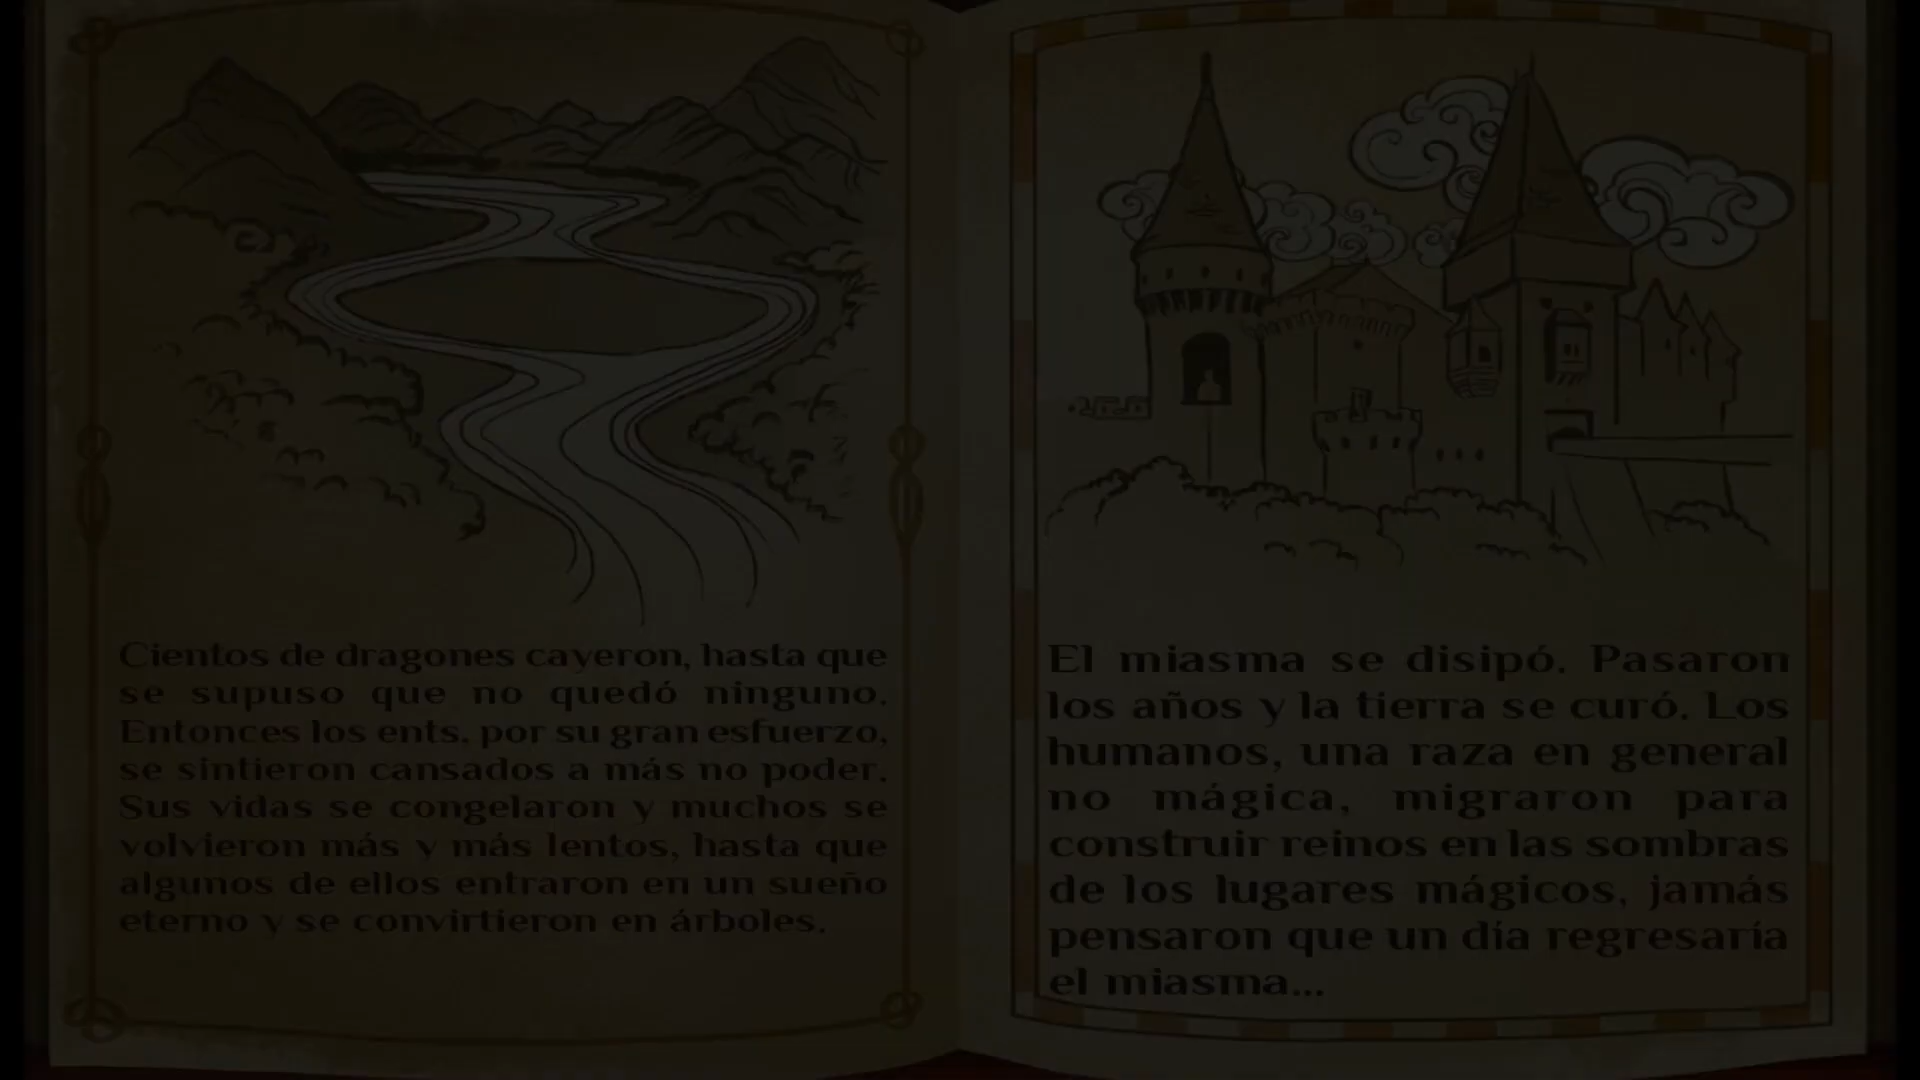 Cientos de dragones cayeron, hasta que
se supuso que no quedó ninguno.
Entonces los ents, por su gran esfuerzo,
se sintieron cansados a más no poder.
Sus vidas se congelaron y muchos se
volvieron más y más lentos, hasta que
algunos de ellos entraron en un sueño
eterno y se convirtieron en árboles.
El miasma se disipó. Pasaron
los años y la tierra se curó. Los
humanos, una raza en general
no mágica, migraron para
construir reinos en las sombras
de los lugares mágicos, jamás
pensaron que un día regresaría
el miasma...